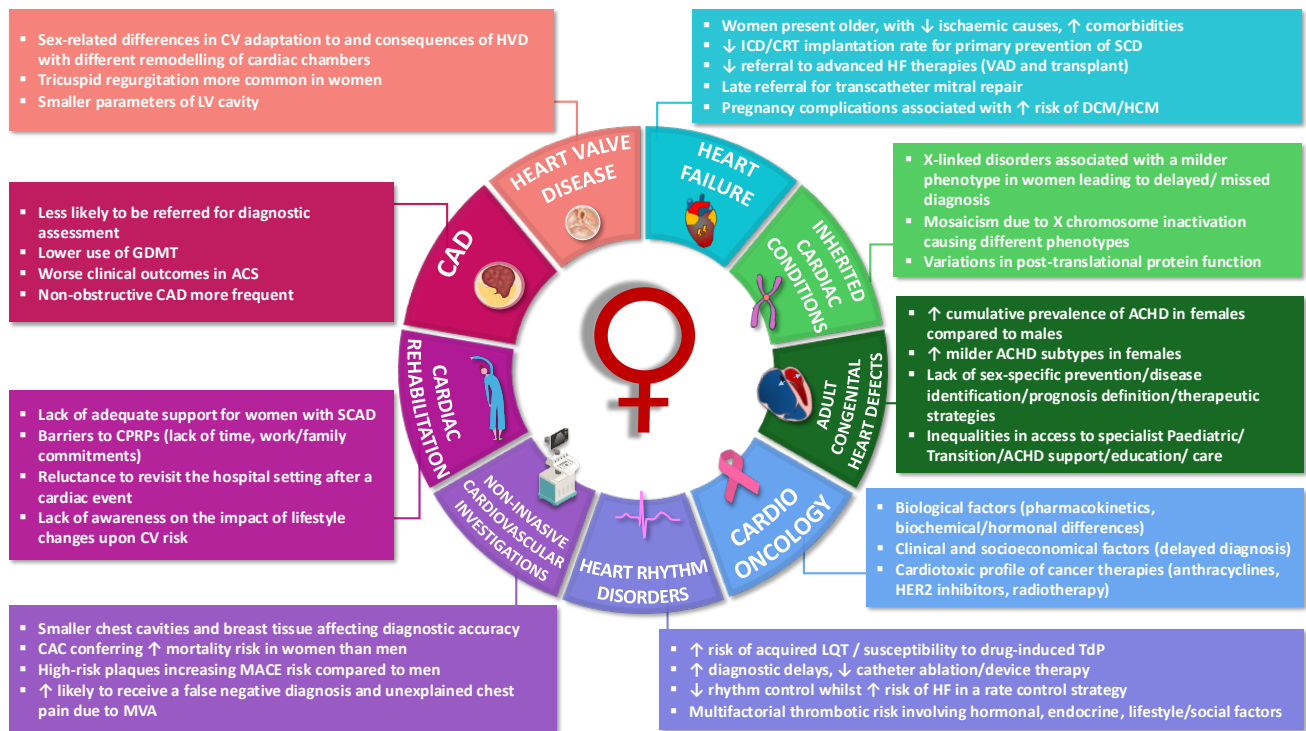 ▪ Sex-related differences in CV adaptation to and consequences of HVD
with different remodelling of cardiac chambers
▪ Tricuspid regurgitation more common in women
▪ Smaller parameters of LV cavity
▪ Women present older, with ↓ ischaemic causes, ↑ comorbidities
▪ ↓ ICD/CRT implantation rate for primary prevention of SCD
▪ ↓ referral to advanced HF therapies (VAD and transplant)
▪ Late referral for transcatheter mitral repair
▪ Pregnancy complications associated with ↑ risk of DCM/HCM
HEART VALVE
DISEASE
HEART
FAILURE
▪ X-linked disorders associated with a milder
phenotype in women leading to delayed/ missed
diagnosis
▪ Mosaicism due to X chromosome inactivation
causing different phenotypes
▪ Variations in post-translational protein function
INHERITED
CARDIAC
CONDITIONS
▪ Less likely to be referred for diagnostic
assessment
▪ Lower use of GDMT
▪ Worse clinical outcomes in ACS
▪ Non-obstructive CAD more frequent
CAD
▪ ↑ cumulative prevalence of ACHD in females
compared to males
▪ ↑ milder ACHD subtypes in females
▪ Lack of sex-specific prevention/disease
identification/prognosis definition/therapeutic
strategies
▪ Inequalities in access to specialist Paediatric/
Transition/ACHD support/education/ care
ADULT
CONGENITAL
HEART DEFECTS
▪ Lack of adequate support for women with SCAD
▪ Barriers to CPRPs (lack of time, work/family
commitments)
▪ Reluctance to revisit the hospital setting after a
cardiac event
▪ Lack of awareness on the impact of lifestyle
changes upon CV risk
CARDIAC
REHABILITATION
▪ Biological factors (pharmacokinetics,
biochemical/hormonal differences)
▪ Clinical and socioeconomical factors (delayed diagnosis)
▪ Cardiotoxic profile of cancer therapies (anthracyclines,
HER2 inhibitors, radiotherapy)
CARDIO
ONCOLOGY
NON-INVASIVE
CARDIOVASCULAR
INVESTIGATIONS
HEART RHYTHM
DISORDERS
▪ Smaller chest cavities and breast tissue affecting diagnostic accuracy
▪ CAC conferring ↑ mortality risk in women than men
▪ High-risk plaques increasing MACE risk compared to men
▪ ↑ likely to receive a false negative diagnosis and unexplained chest
pain due to MVA
▪ ↑ risk of acquired LQT / susceptibility to drug-induced TdP
▪ ↑ diagnostic delays, ↓ catheter ablation/device therapy
▪ ↓ rhythm control whilst ↑ risk of HF in a rate control strategy
▪ Multifactorial thrombotic risk involving hormonal, endocrine, lifestyle/social factors